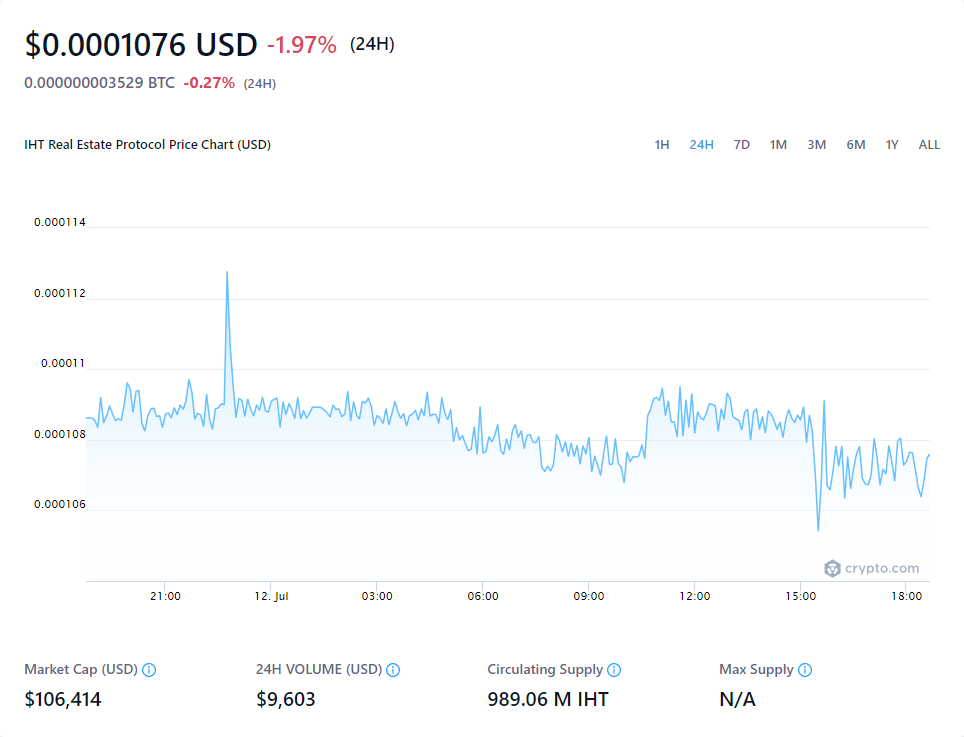 $0.0001076 USD -1.97% (24H)
0.000000003529 BTC -0.27% (24H)
IHT Real Estate Protocol Price Chart (USD) 1H 24H 7D 1M 3M 6M 1Y ALL
0.000114
0.000112
0.00011
0.000108
0.000106
crypto.com
21:00 12. Jul 03:00 06:00 09:00 12:00 15:00 18:00
Market Cap (USD) 24H VOLUME (USD) Circulating Supply Max Supply
$106,414 $9,603 989.06 M IHT N/A